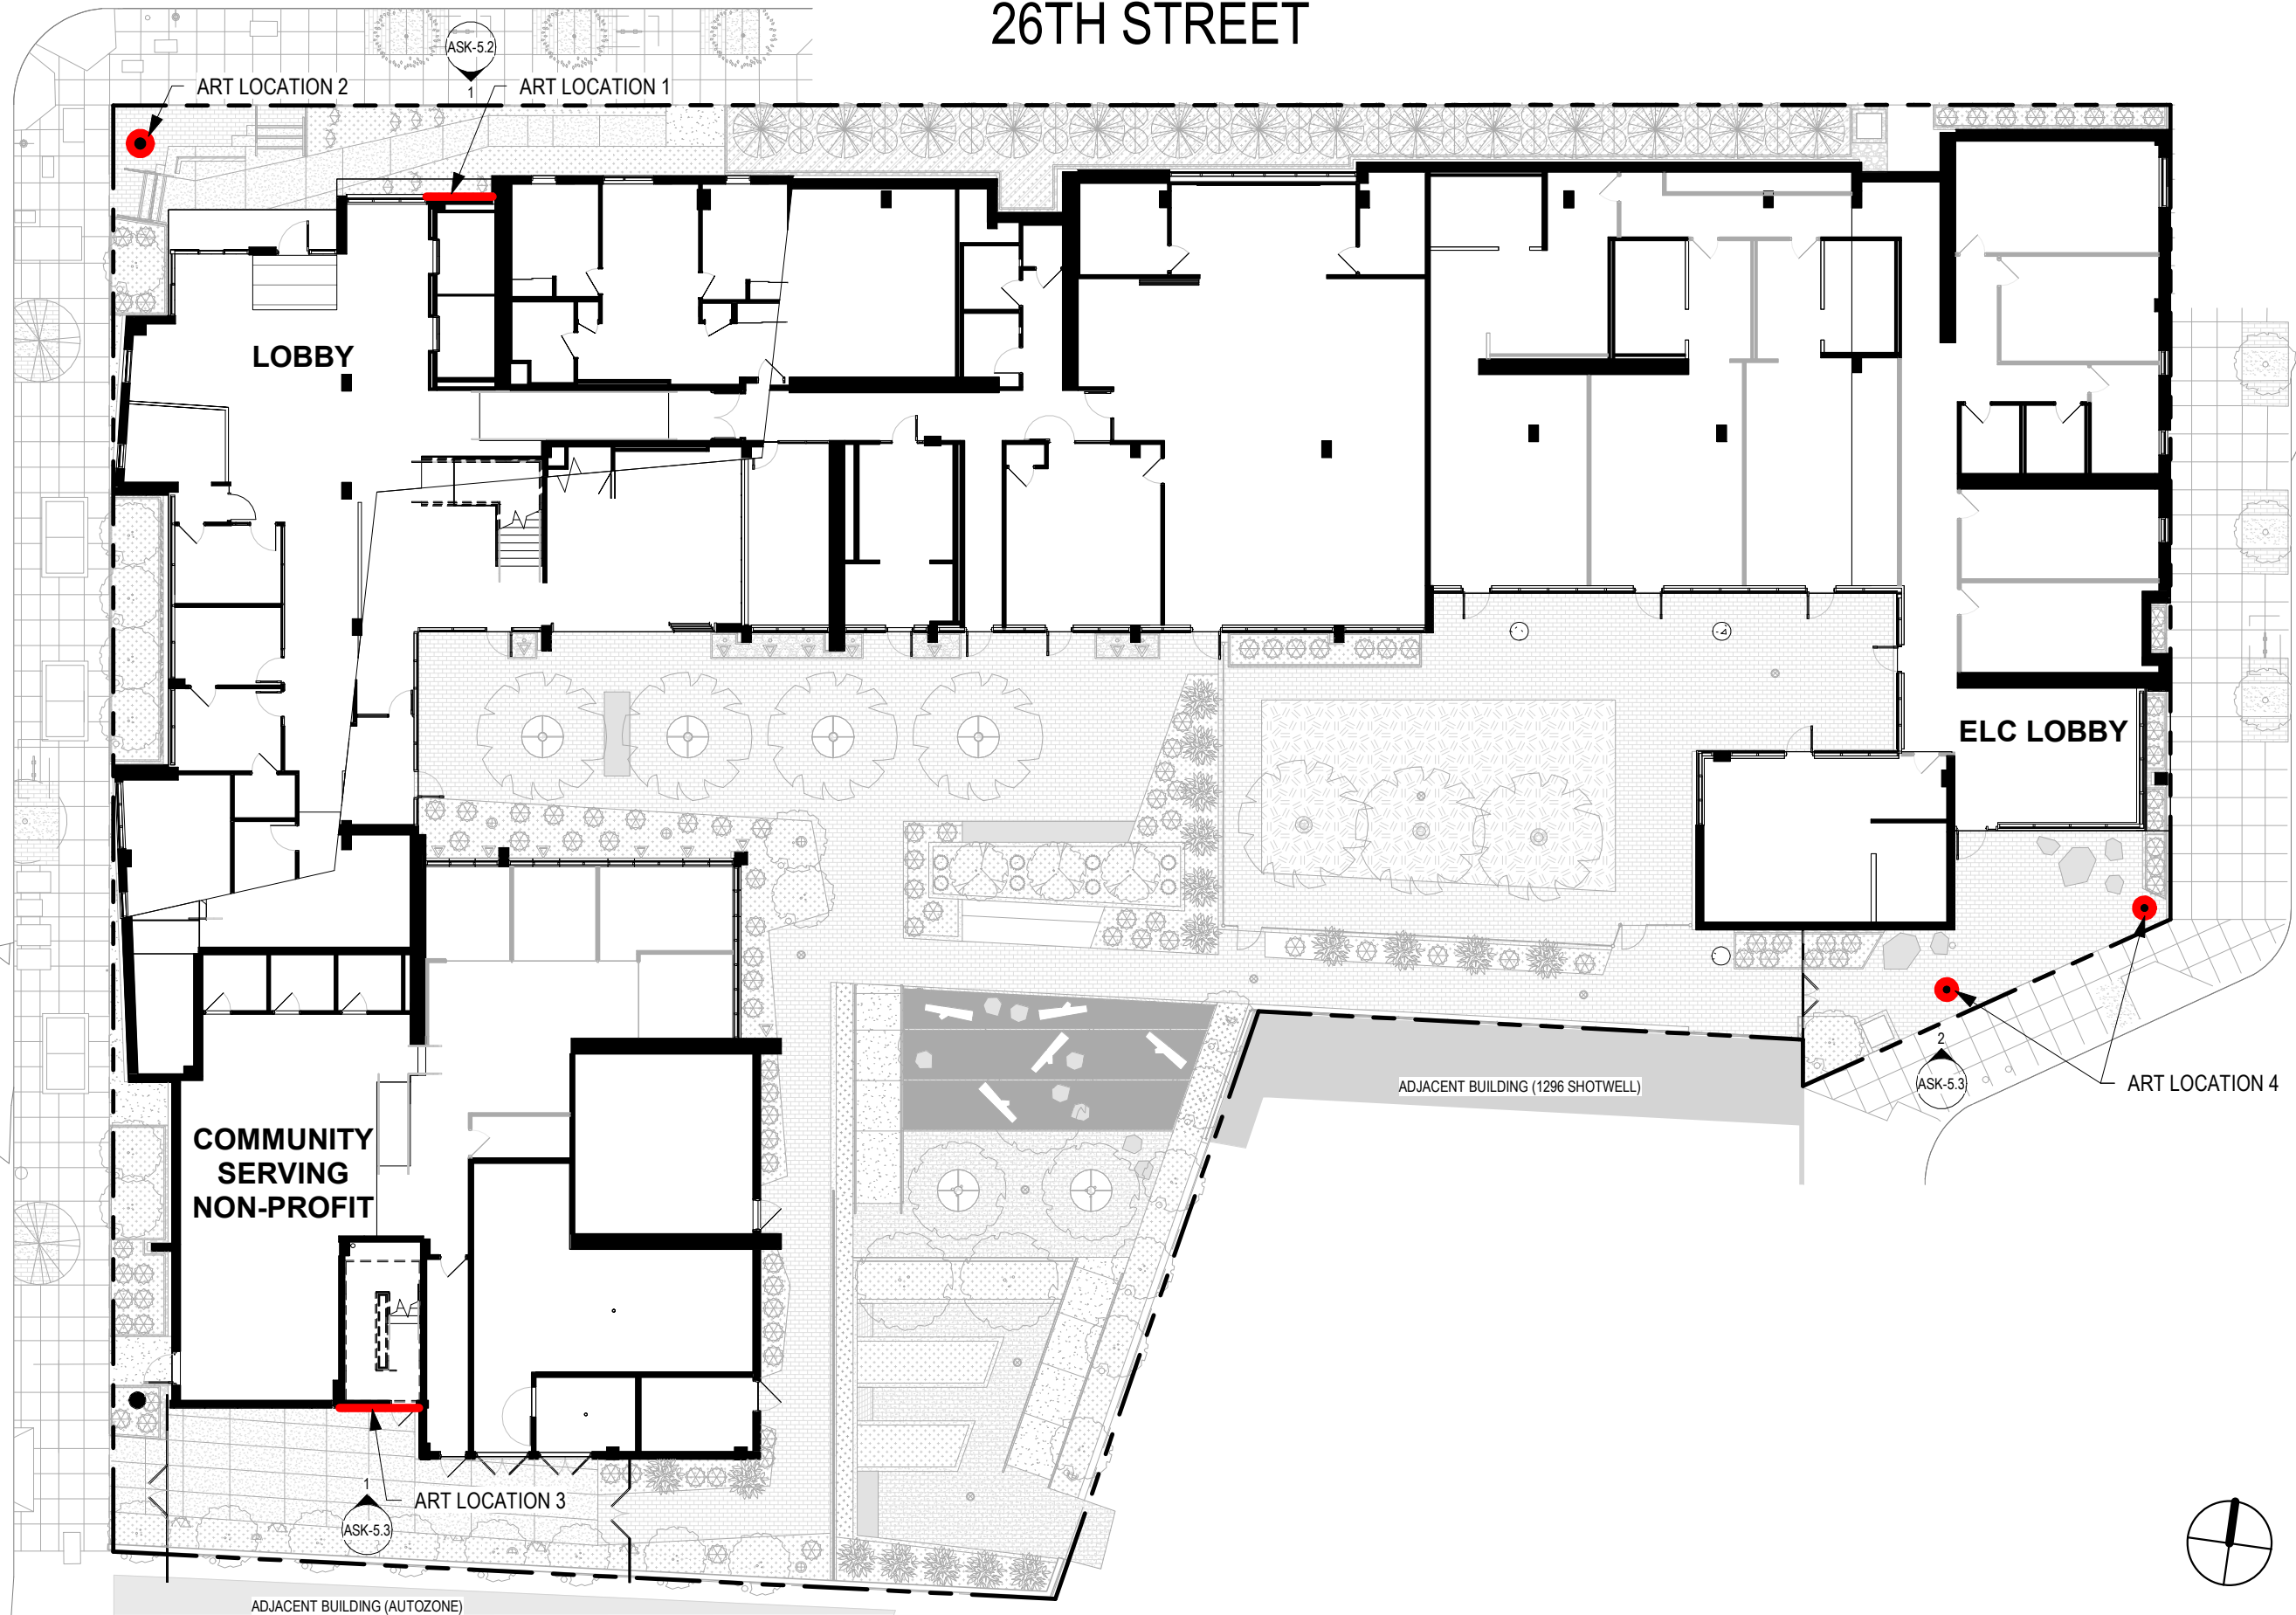 26TH STREET
ASK-5.2
1
ART LOCATION 2
ART LOCATION 1
LOBBY
ELC LOBBY
2
ASK-5.3
ART LOCATION 4
ADJACENT BUILDING (1296 SHOTWELL)
COMMUNITY
SERVING
NON-PROFIT
1
ART LOCATION 3
ASK-5.3
ADJACENT BUILDING (AUTOZONE)